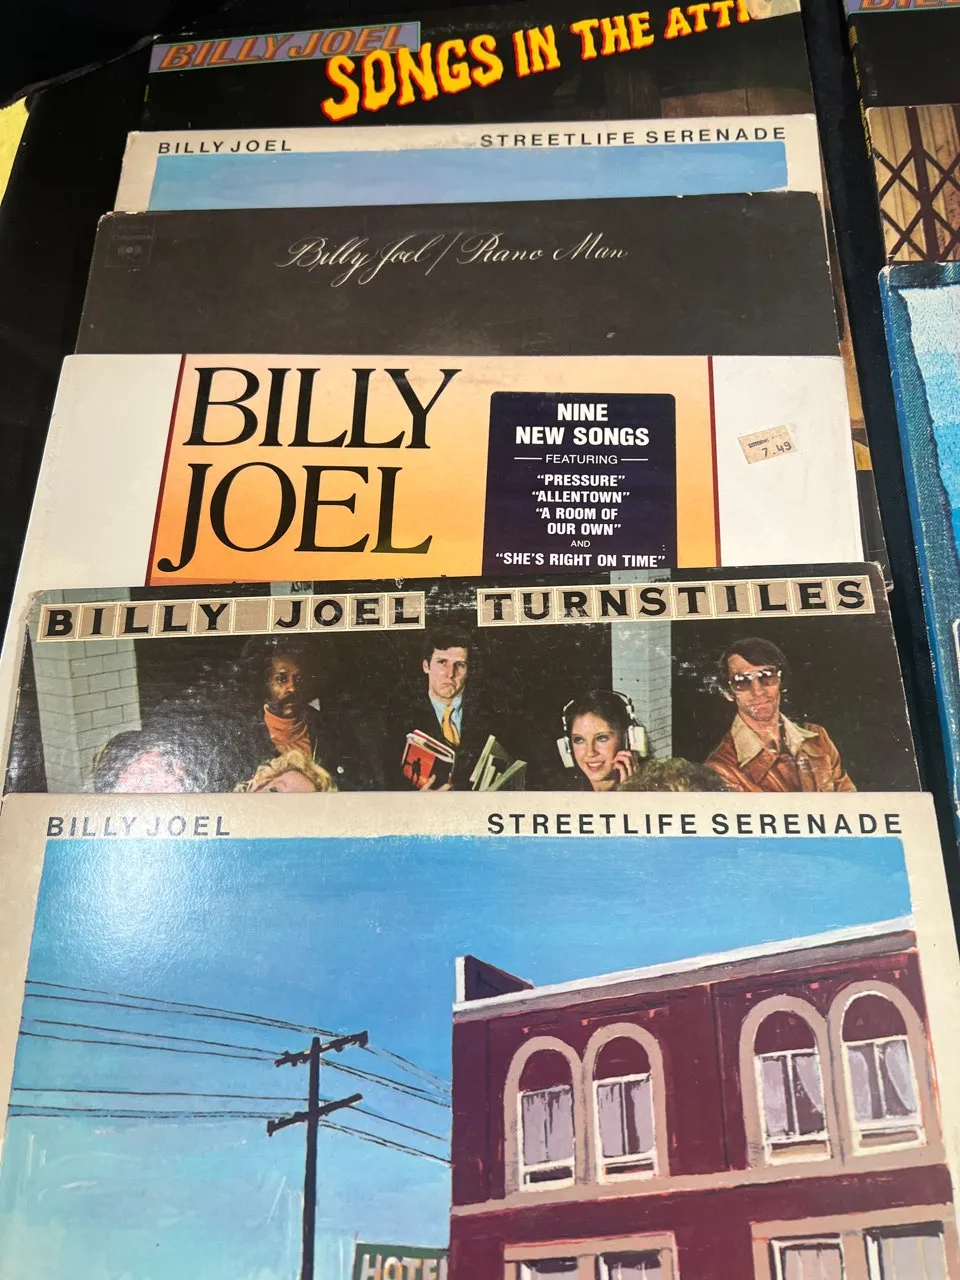 BILLY JOEL
SONGS IN THE ATTI
BILLY JOEL
STREETLIFE SERENADE
Billy Joel / Piano Man
BILLY
JOEL
NINE
NEW SONGS
FEATURING
"PRESSURE"
"ALLENTOWN"
"A ROOM OF
OUR OWN"
AND
"SHE'S RIGHT ON TIME"
7.49
BILLY JOEL TURNSTILES
BILLY JOEL
STREETLIFE SERENADE
HOTEL